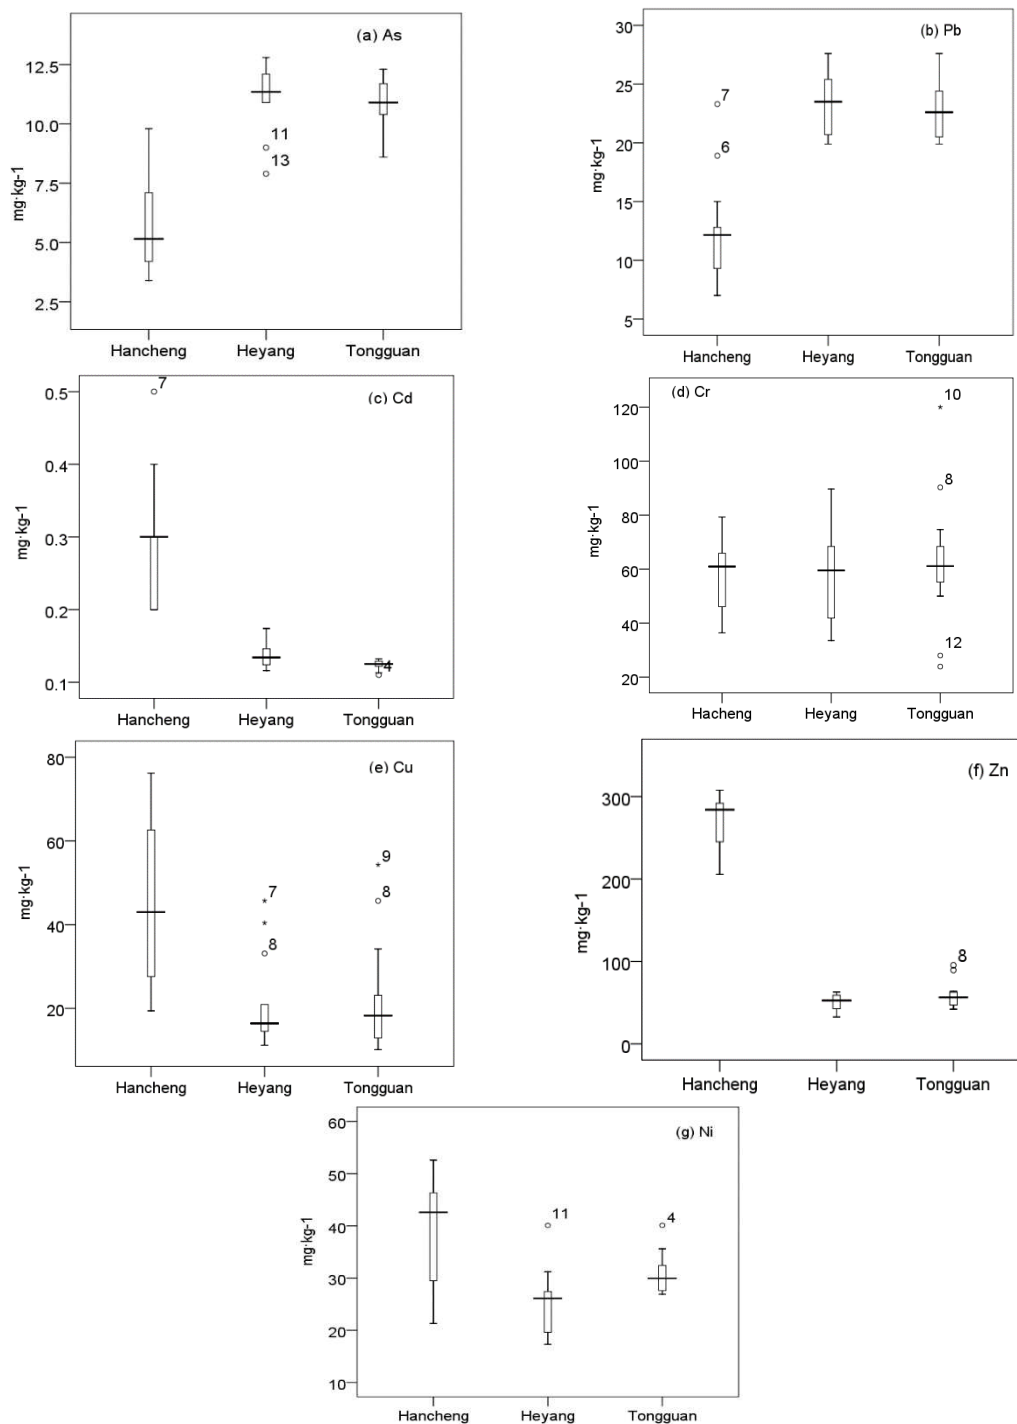 (a) As
12.5
10.0
7.5
5.0
2.5
mg·kg-1
11
13
Hancheng Heyang Tongguan
(b) Pb
30
25
20
15
10
5
mg·kg-1
7
6
Hancheng Heyang Tongguan
(c) Cd
0.5
0.4
0.3
0.2
0.1
mg·kg-1
7
4
Hancheng Heyang Tongguan
(d) Cr
120
100
80
60
40
20
mg·kg-1
10
8
12
Hacheng Heyang Tongguan
(e) Cu
80
60
40
20
mg·kg-1
7
8
9
8
Hancheng Heyang Tongguan
(f) Zn
300
200
100
0
mg·kg-1
8
Hancheng Heyang Tongguan
(g) Ni
60
50
40
30
20
10
mg·kg-1
11
4
Hancheng Heyang Tongguan